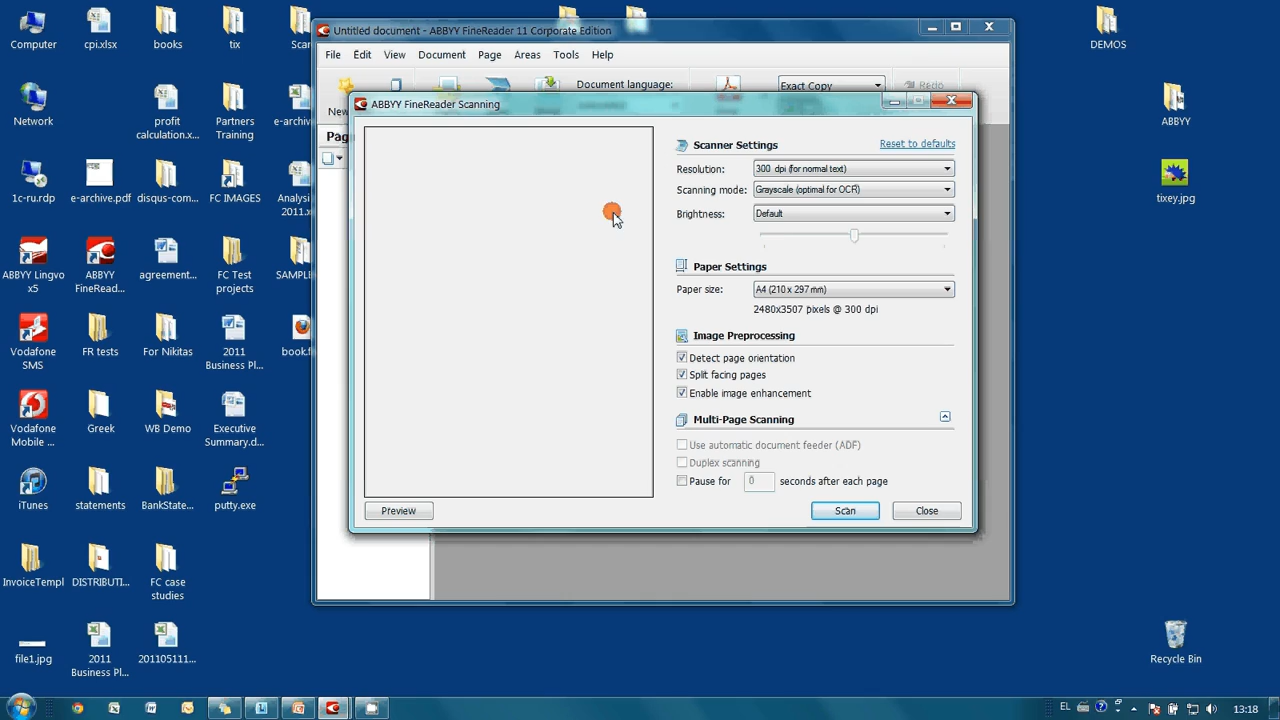 Computer
cpi.xlsx
books
tix
Scar
DEMOS
Network
profit
calculation.x...
Partners
Training
e-archive
ABBYY
1c-ru.rdp
e-archive.pdf
disqus-com...
FC IMAGES
Analysi
2011.x
tixey.jpg
ABBYY Lingvo
x5
ABBYY
FineRead...
agreement...
FC Test
projects
SAMPLE
Vodafone
SMS
FR tests
For Nikitas
2011
Business Pl...
book.f
Vodafone
Mobile ...
Greek
WB Demo
Executive
Summary.d...
iTunes
statements
BankState...
putty.exe
InvoiceTempl
DISTRIBUTI...
FC case
studies
file1.jpg
2011
Business Pl...
201105111...
Recycle Bin
Untitled document - ABBYY FineReader 11 Corporate Edition
File Edit View Document Page Areas Tools Help
Document language:
Exact Copy
Redo
New
Pag
ABBYY FineReader Scanning
Scanner Settings
Reset to defaults
Resolution: 300 dpi (for normal text)
Scanning mode: Grayscale (optimal for OCR)
Brightness: Default
Paper Settings
Paper size: A4 (210 x 297 mm)
2480x3507 pixels @ 300 dpi
Image Preprocessing
Detect page orientation
Split facing pages
Enable image enhancement
Multi-Page Scanning
Use automatic document feeder (ADF)
Duplex scanning
Pause for 0 seconds after each page
Preview
Scan
Close
EL
13:18